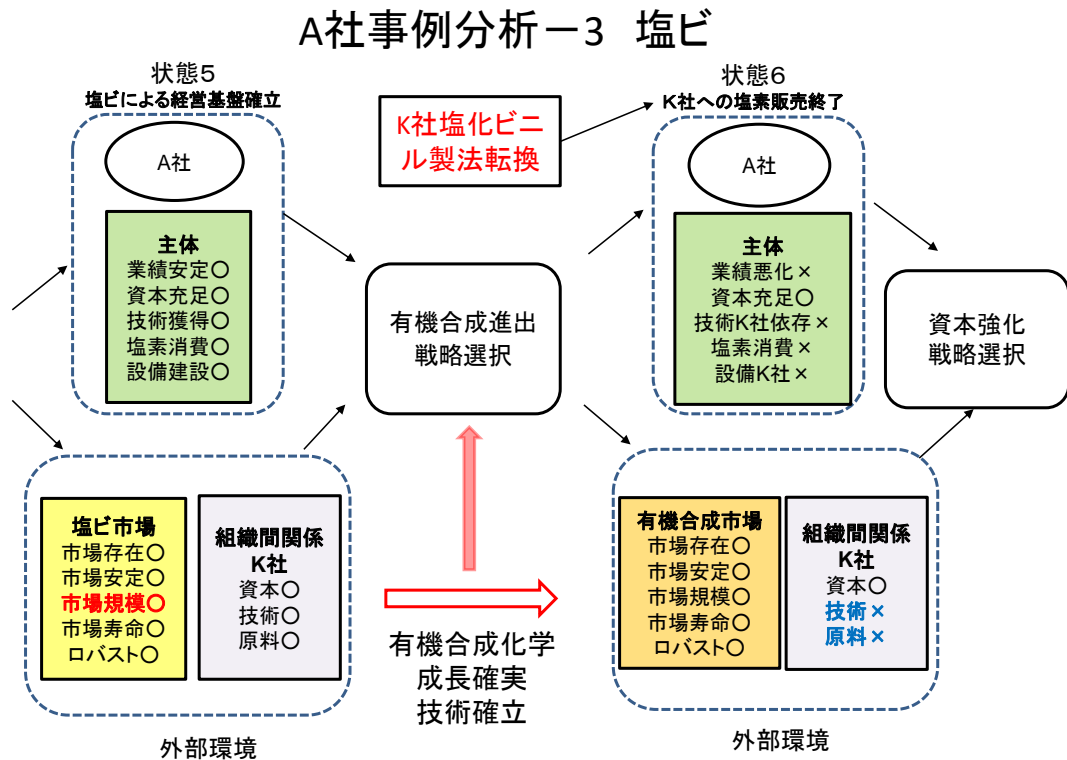 A社事例分析－3 塩ビ
状態5
塩ビによる経営基盤確立
A社
主体
業績安定○
資本充足○
技術獲得○
塩素消費○
設備建設○
塩ビ市場
市場存在○
市場安定○
市場規模○
市場寿命○
ロバスト○
組織間関係
K社
資本○
技術○
原料○
外部環境
K社塩化ビニ
ル製法転換
有機合成進出
戦略選択
有機合成化学
成長確実
技術確立
状態6
K社への塩素販売終了
A社
主体
業績悪化×
資本充足○
技術K社依存×
塩素消費×
設備K社×
有機合成市場
市場存在○
市場安定○
市場規模○
市場寿命○
ロバスト○
組織間関係
K社
資本○
技術×
原料×
外部環境
資本強化
戦略選択